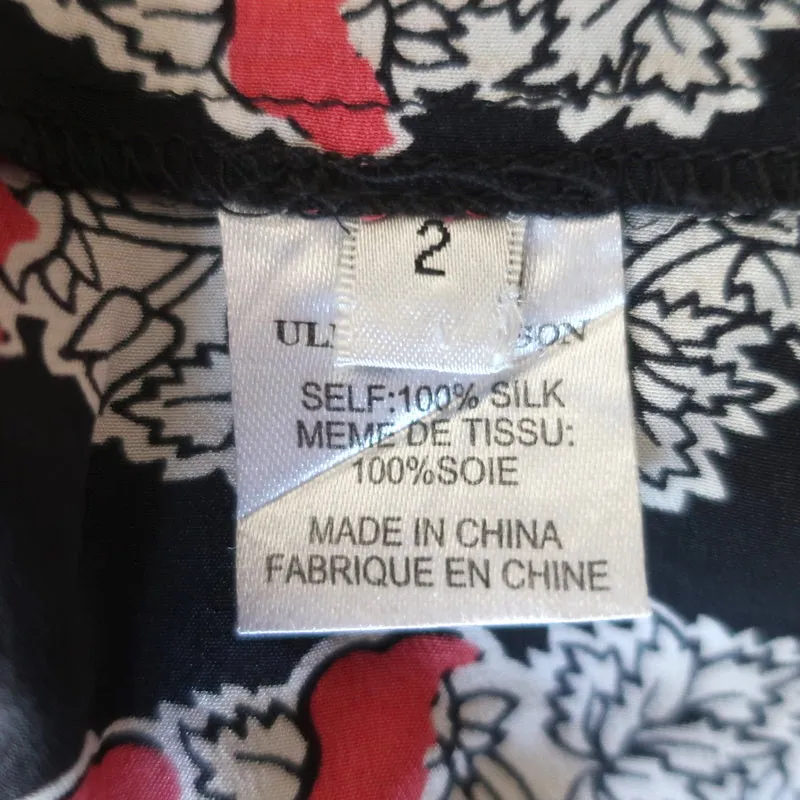 2
SELF:100% SILK
MEME DE TISSU:
100%SOIE
MADE IN CHINA
FABRIQUE EN CHINE